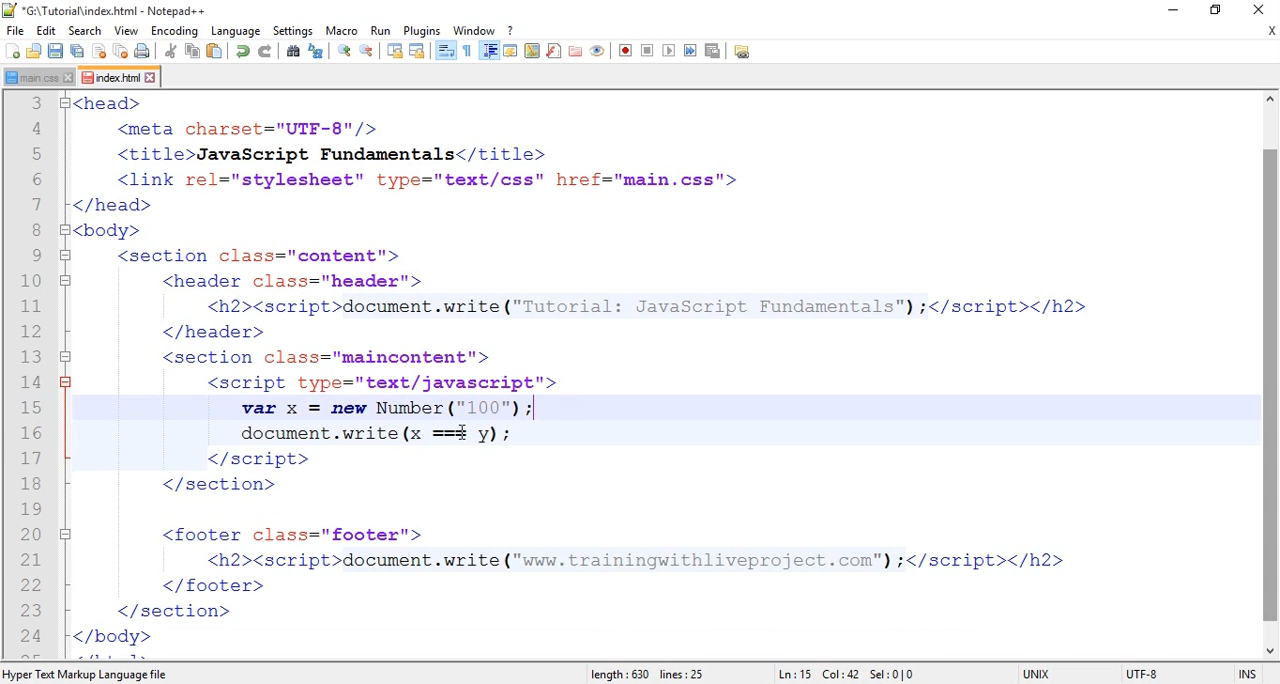 *G:\Tutorial\index.html - Notepad++
File Edit Search View Encoding Language Settings Macro Run Plugins Window ? X
main.css index.html
3 <head>
4 <meta charset="UTF-8"/>
5 <title>JavaScript Fundamentals</title>
6 <link rel="stylesheet" type="text/css" href="main.css">
7 </head>
8 <body>
9 <section class="content">
10 <header class="header">
11 <h2><script>document.write("Tutorial: JavaScript Fundamentals");</script></h2>
12 </header>
13 <section class="maincontent">
14 <script type="text/javascript">
15 var x = new Number("100");
16 document.write(x === y);
17 </script>
18 </section>
19
20 <footer class="footer">
21 <h2><script>document.write("www.trainingwithliveproject.com");</script></h2>
22 </footer>
23 </section>
24 </body>
Hyper Text Markup Language file length : 630 lines : 25 Ln : 15 Col : 42 Sel : 0 | 0 UNIX UTF-8 INS